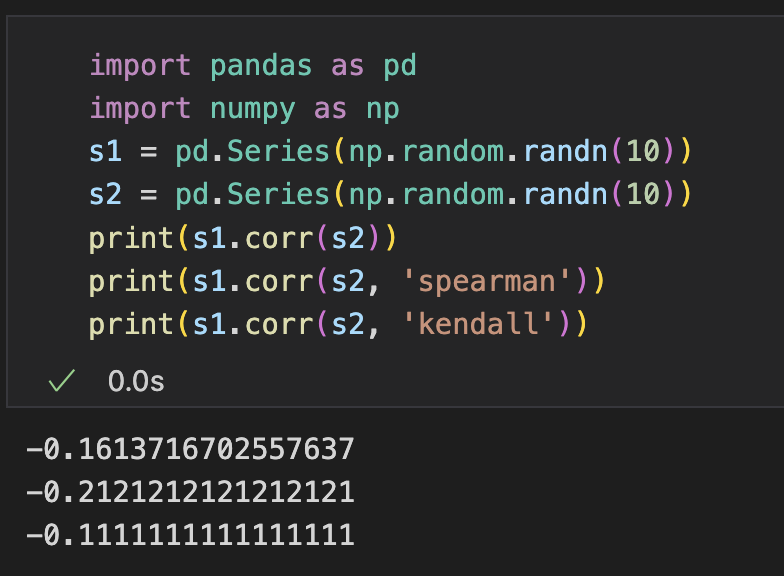 import pandas as pd
import numpy as np
s1 = pd.Series(np.random.randn(10))
s2 = pd.Series(np.random.randn(10))
print(s1.corr(s2))
print(s1.corr(s2, 'spearman'))
print(s1.corr(s2, 'kendall'))
0.0s
-0.1613716702557637
-0.2121212121212121
-0.1111111111111111